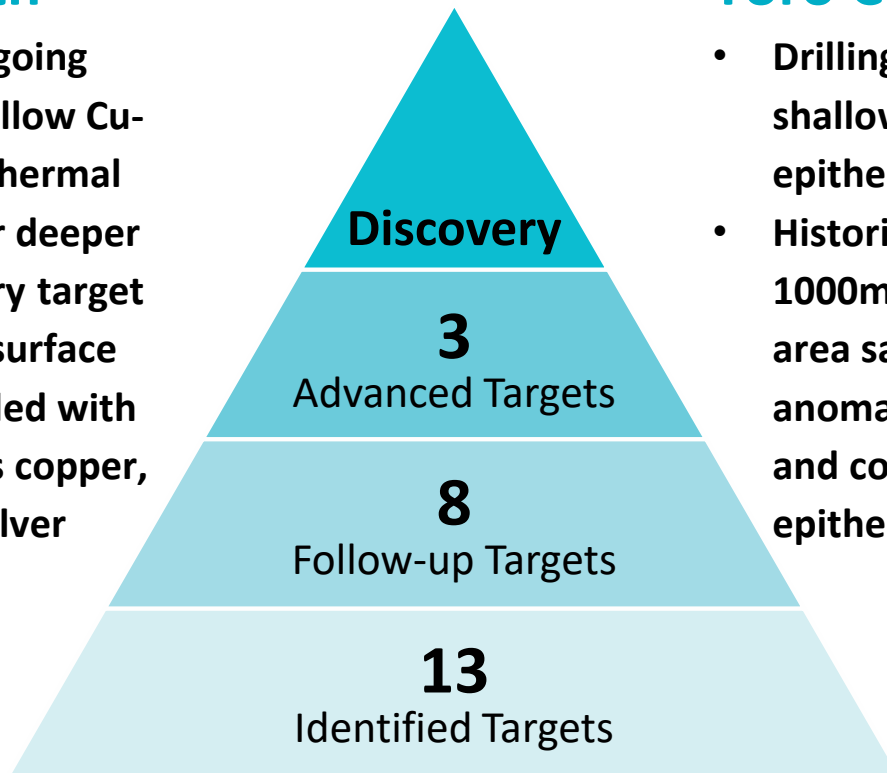 going
llow Cu-
hermal
r deeper
ry target
surface
led with
s copper,
lver
Discovery
3
Advanced Targets
8
Follow-up Targets
13
Identified Targets
• Drilling
shallow
epithe
• Histori
1000m
area sa
anoma
and co
epithe